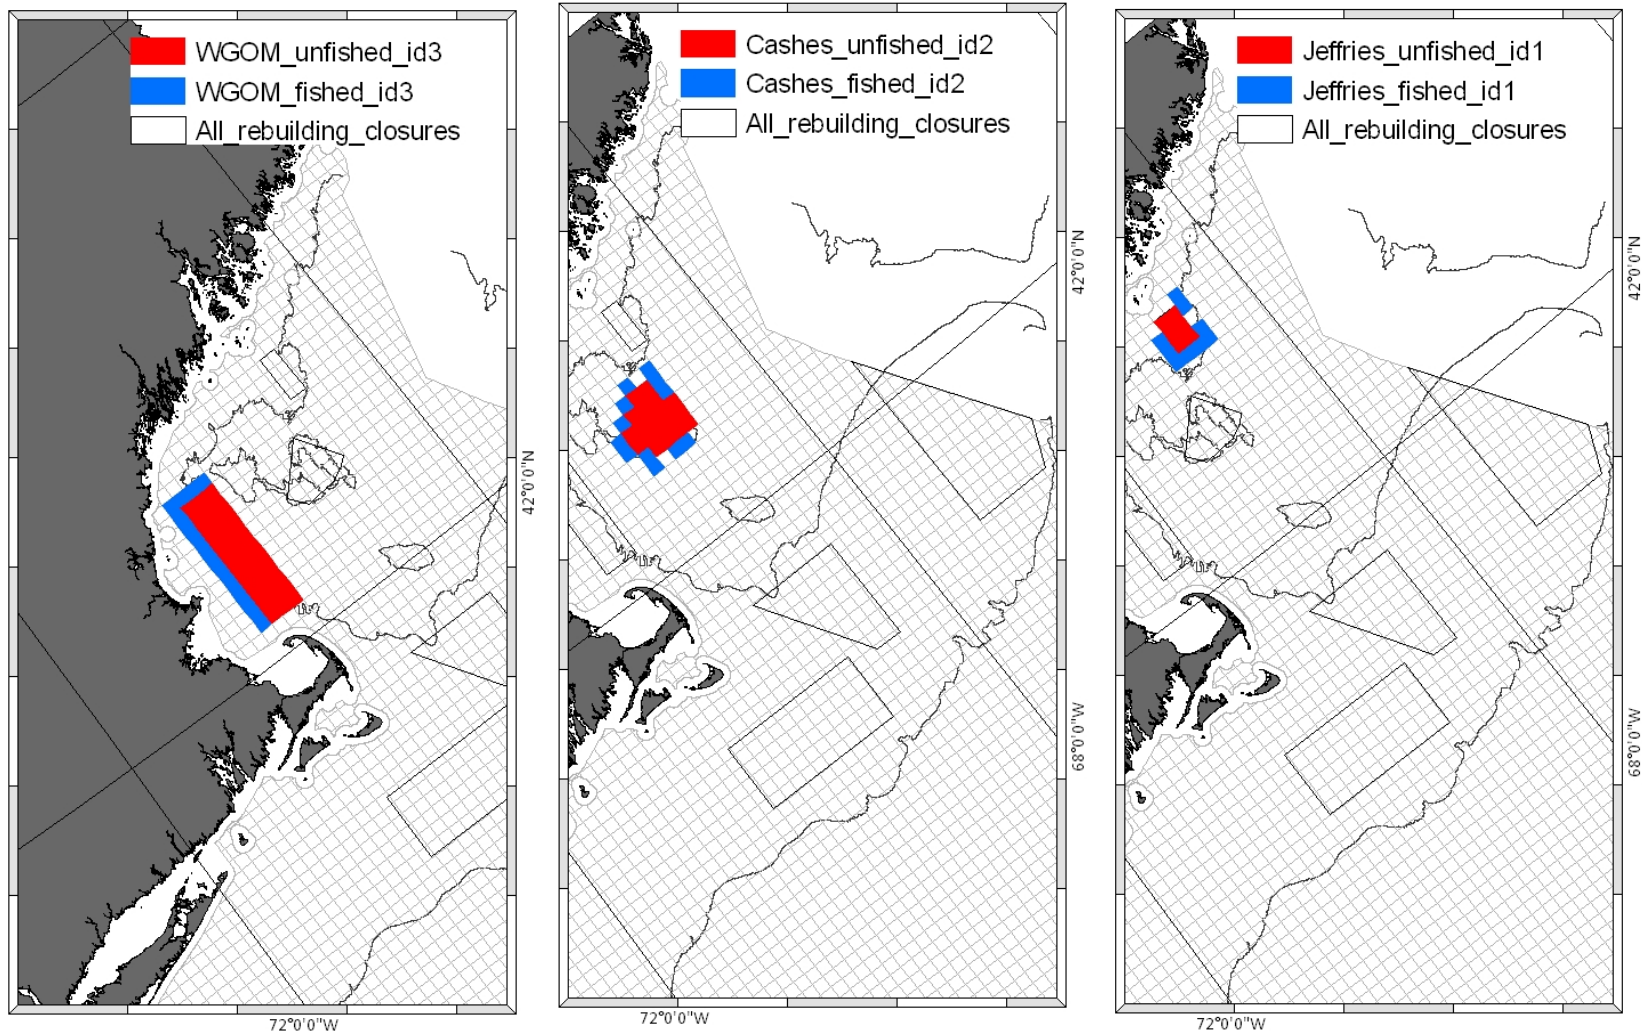 WGOM_unfished_id3
WGOM_fished_id3
All_rebuilding_closures
42°0'0"N
72°0'0"W
Cashes_unfished_id2
Cashes_fished_id2
All_rebuilding_closures
42°0'0"N
68°0'0"W
72°0'0"W
Jeffries_unfished_id1
Jeffries_fished_id1
All_rebuilding_closures
42°0'0"N
68°0'0"W
72°0'0"W